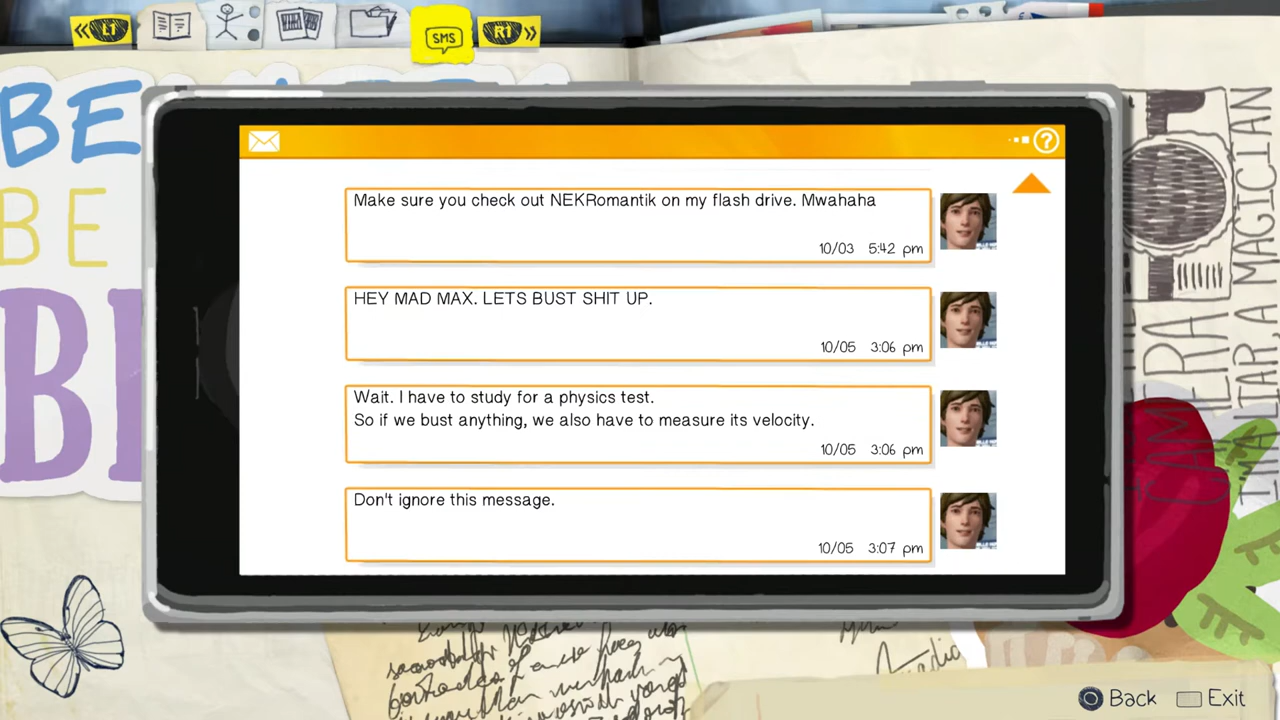 LT
SMS
R1
BE
BE
B
Make sure you check out NEKRomantik on my flash drive. Mwahaha
10/03 5:42 pm
HEY MAD MAX. LETS BUST SHIT UP.
10/05 3:06 pm
Wait. I have to study for a physics test.
So if we bust anything, we also have to measure its velocity.
10/05 3:06 pm
Don't ignore this message.
10/05 3:07 pm
?
MAGICIAN
Back
Exit